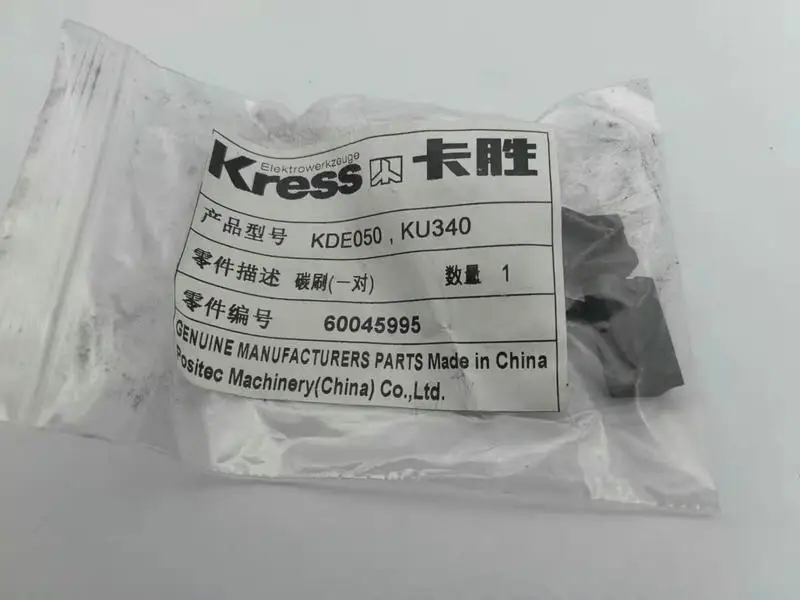 Kress Elektrowerkzeuge 卡胜
产品型号 KDE050 , KU340
零件描述 碳刷(一对) 数量 1
零件编号 60045995
GENUINE MANUFACTURERS PARTS Made in China
Positec Machinery(China) Co.,Ltd.